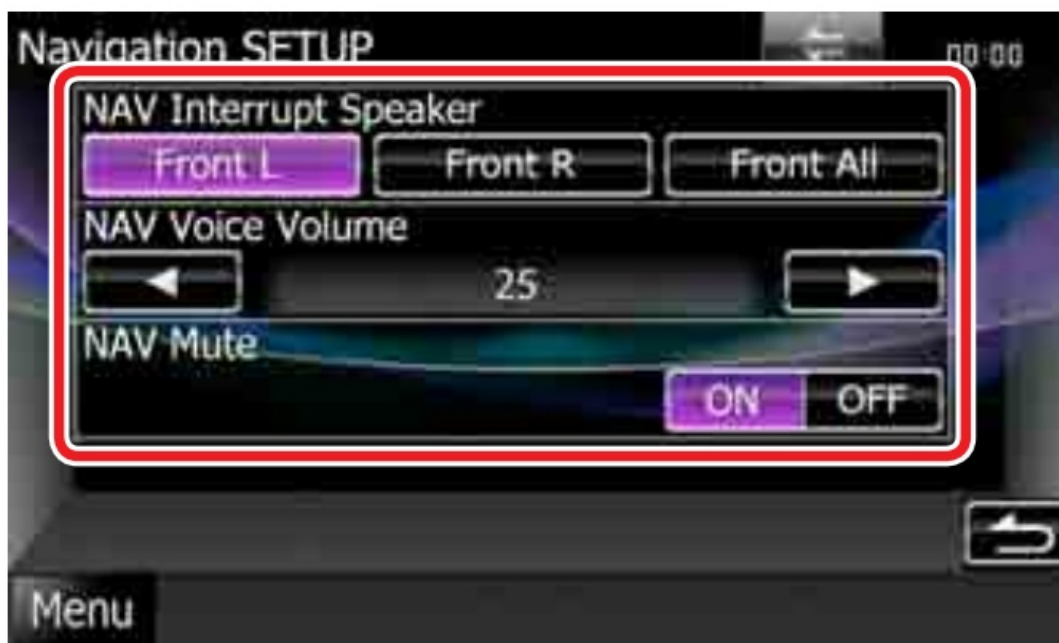 Navigation SETUP 00:00
NAV Interrupt Speaker
Front L Front R Front All
NAV Voice Volume
25
NAV Mute
ON OFF
Menu